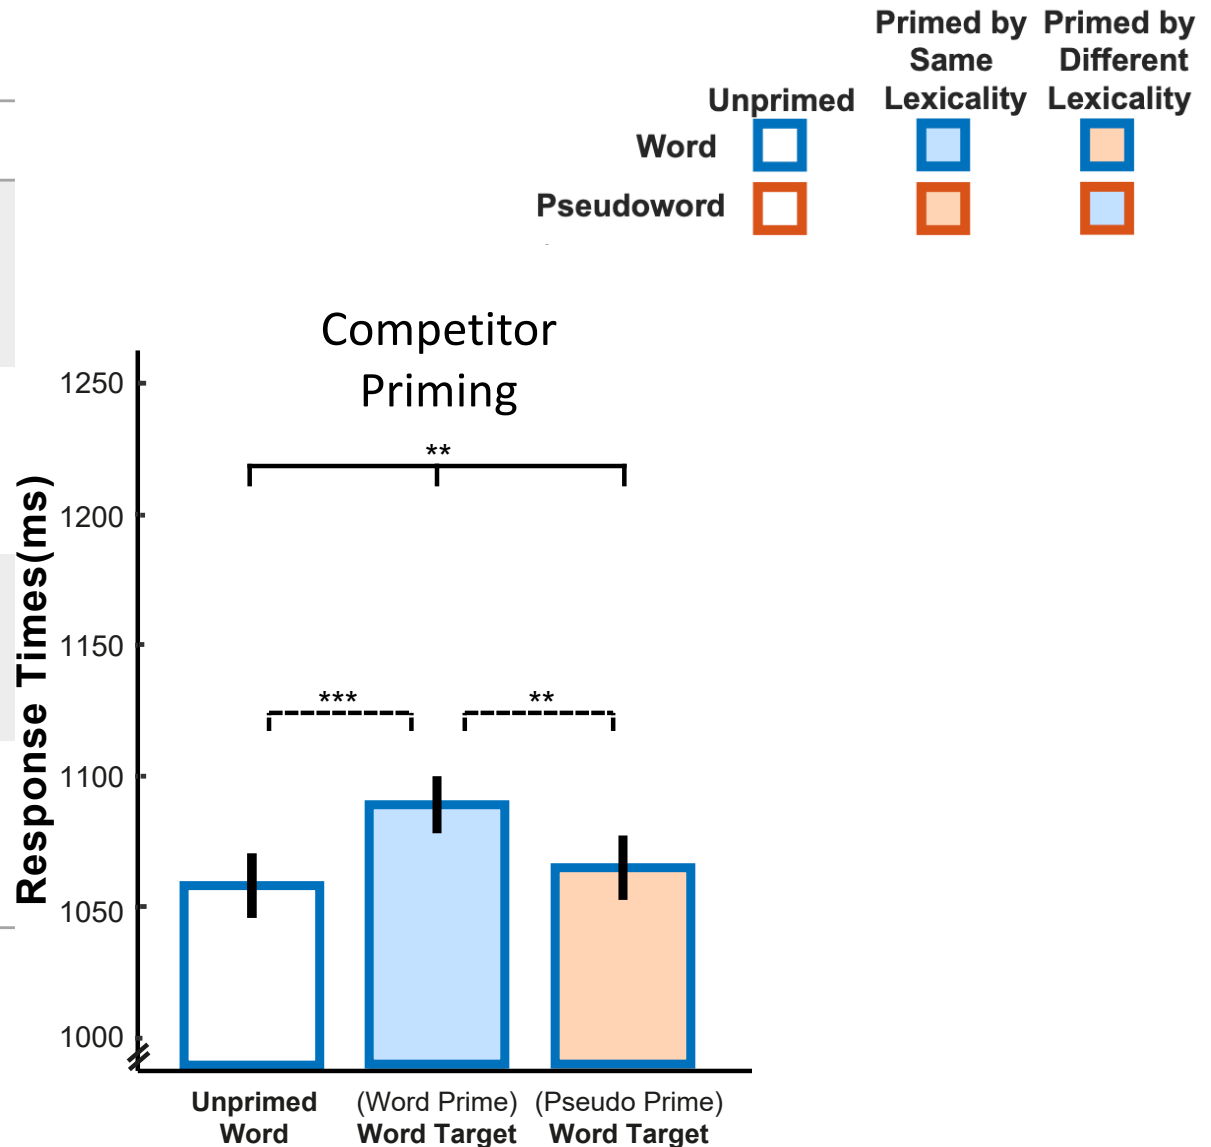 Primed by Primed by
Same Different
Unprimed Lexicality Lexicality
Word
Pseudoword
Competitor
Priming
1250
**
1200
1150
*** **
1100
1050
1000
Response Times(ms)
Unprimed (Word Prime) (Pseudo Prime)
Word Word Target Word Target